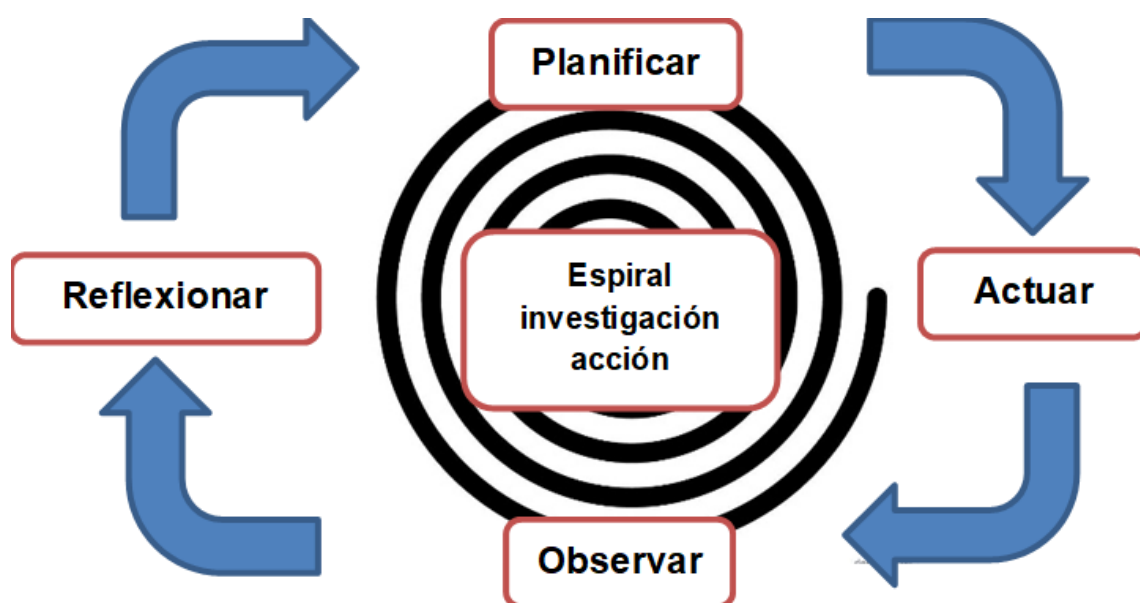 Planificar
Reflexionar
Espiral
investigación
acción
Actuar
Observar